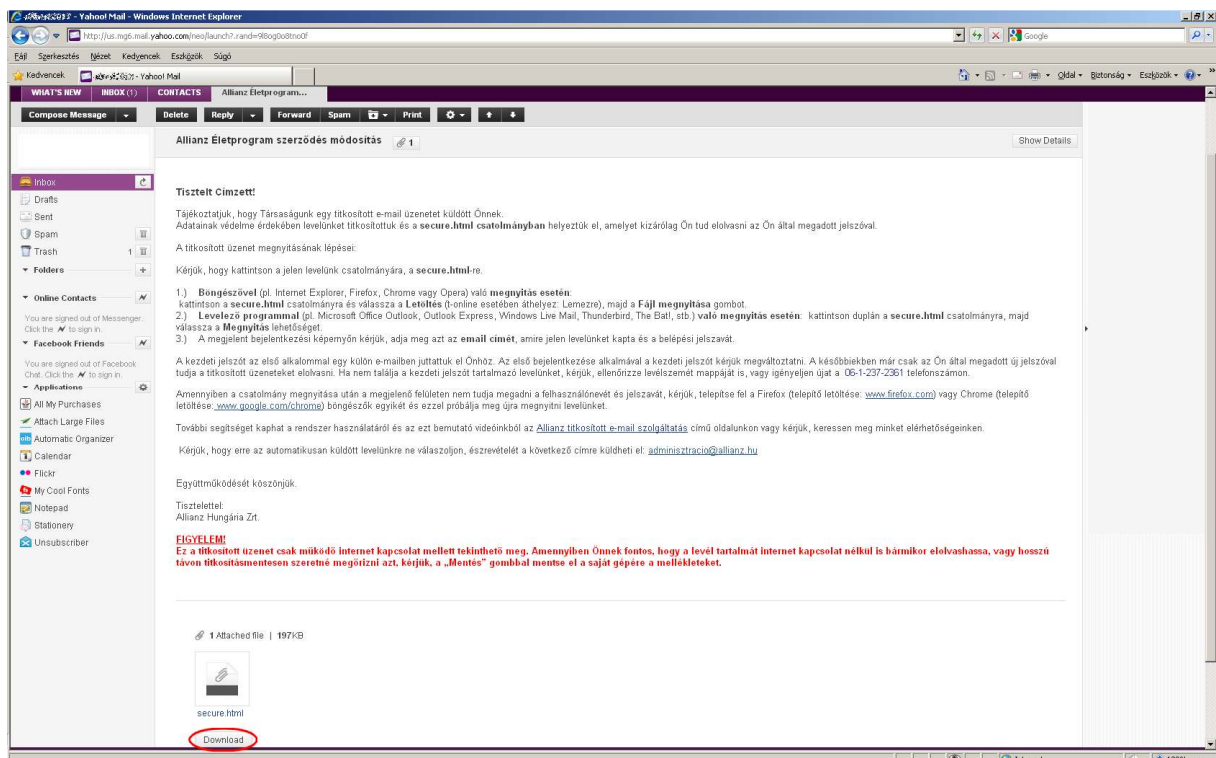 - Yahoo! Mail - Windows Internet Explorer
http://us.mg6.mail.yahoo.com/neo/launch?.rand=9l8og0o8tno0f
Google
Fájl Szerkesztés Nézet Kedvencek Eszközök Súgó
Kedvencek
- Yahoo! Mail
Oldal Biztonság Eszközök
WHAT'S NEW INBOX (1) CONTACTS Allianz Életprogram...
Compose Message Delete Reply Forward Spam Print
Allianz Életprogram szerződés módosítás 1 Show Details
Inbox
Drafts
Sent
Spam
Trash 1
Folders
Online Contacts
You are signed out of Messenger.
Click the to sign in.
Facebook Friends
You are signed out of Facebook
Chat. Click the to sign in.
Applications
All My Purchases
Attach Large Files
Automatic Organizer
Calendar
Flickr
My Cool Fonts
Notepad
Stationery
Unsubscriber
Tisztelt Címzett!
Tájékoztatjuk, hogy Társaságunk egy titkosított e-mail üzenetet küldött Önnek.
Adatainak védelme érdekében levelünket titkosítottuk és a secure.html csatolmányban helyeztük el, amelyet kizárólag Ön tud elolvasni az Ön által megadott jelszóval.
A titkosított üzenet megnyitásának lépései:
Kérjük, hogy kattintson a jelen levelünk csatolmányára, a secure.html-re.
1.) Böngészővel (pl. Internet Explorer, Firefox, Chrome vagy Opera) való megnyitás esetén:
kattintson a secure.html csatolmányra és válassza a Letöltés (t-online esetében áthelyez: Lemezre), majd a Fájl megnyitása gombot.
2.) Levelező programmal (pl. Microsoft Office Outlook, Outlook Express, Windows Live Mail, Thunderbird, The Bat!, stb.) való megnyitás esetén: kattintson duplán a secure.html csatolmányra, majd
válassza a Megnyitás lehetőséget.
3.) A megjelent bejelentkezési képernyőn kérjük, adja meg azt az email címét, amire jelen levelünket kapta és a belépési jelszavát.
A kezdeti jelszót az első alkalommal egy külön e-mailben juttattuk el Önhöz. Az első bejelentkezése alkalmával a kezdeti jelszót kérjük megváltoztatni. A későbbiekben már csak az Ön által megadott új jelszóval
tudja a titkosított üzeneteket elolvasni. Ha nem találja a kezdeti jelszót tartalmazó levelünket, kérjük, ellenőrizze levélszemét mappáját is, vagy igényeljen újat a 06-1-237-2361 telefonszámon.
Amennyiben a csatolmány megnyitása után a megjelenő felületen nem tudja megadni a felhasználónevét és jelszavát, kérjük, telepítse fel a Firefox (telepítő letöltése: www.firefox.com) vagy Chrome (telepítő
letöltése: www.google.com/chrome) böngészők egyikét és ezzel próbálja meg újra megnyitni levelünket.
További segítséget kaphat a rendszer használatáról és az ezt bemutató videóinkból az Allianz titkosított e-mail szolgáltatás című oldalunkon vagy kérjük, keressen meg minket elérhetőségeinken.
Kérjük, hogy erre az automatikusan küldött levelünkre ne válaszoljon, észrevételét a következő címre küldheti el: adminisztracio@allianz.hu
Együttműködését köszönjük.
Tisztelettel:
Allianz Hungária Zrt.
FIGYELEM!
Ez a titkosított üzenet csak működő internet kapcsolat mellett tekinthető meg. Amennyiben Önnek fontos, hogy a levél tartalmát internet kapcsolat nélkül is bármikor elolvashassa, vagy hosszú
távon titkosításmentesen szeretné megőrizni azt, kérjük, a „Mentés” gombbal mentse el a saját gépére a mellékleteket.
1 Attached file | 197KB
secure.html
Download